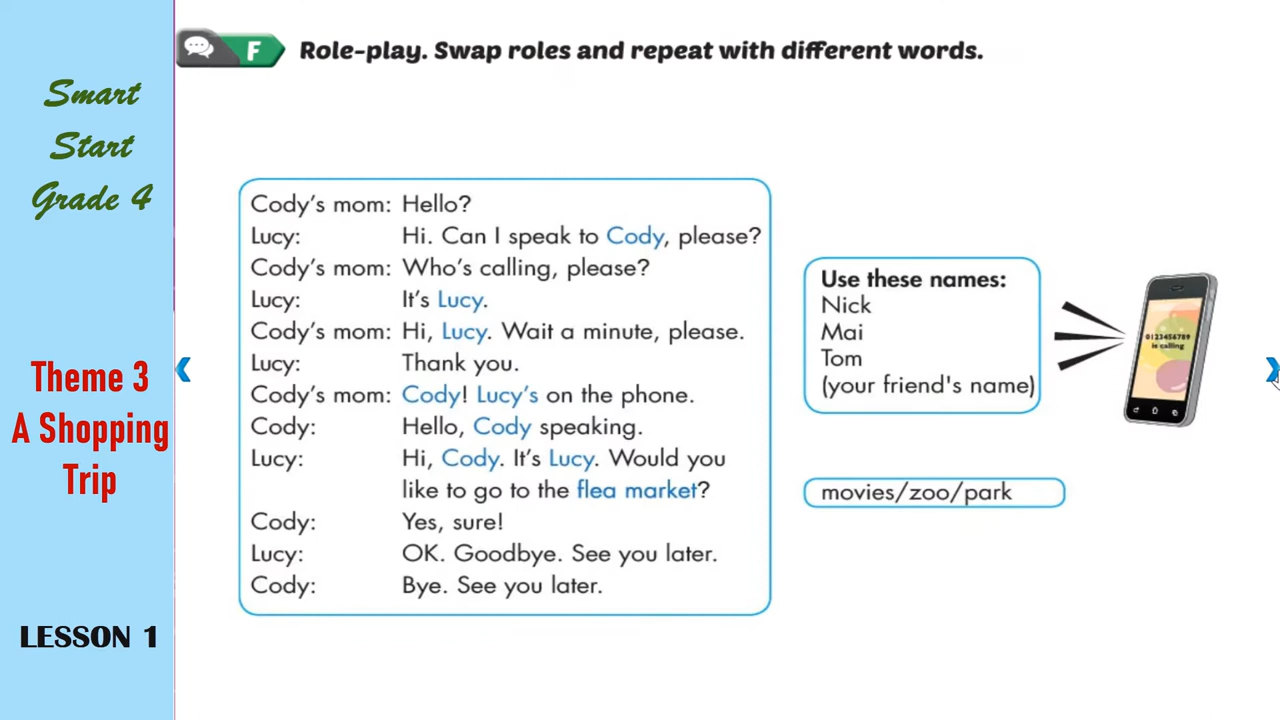 F Role-play. Swap roles and repeat with different words.
Smart
Start
Grade 4
Theme 3
A Shopping
Trip
LESSON 1
Cody's mom: Hello?
Lucy: Hi. Can I speak to Cody, please?
Cody's mom: Who's calling, please?
Lucy: It's Lucy.
Cody's mom: Hi, Lucy. Wait a minute, please.
Lucy: Thank you.
Cody's mom: Cody! Lucy's on the phone.
Cody: Hello, Cody speaking.
Lucy: Hi, Cody. It's Lucy. Would you
like to go to the flea market?
Cody: Yes, sure!
Lucy: OK. Goodbye. See you later.
Cody: Bye. See you later.
Use these names:
Nick
Mai
Tom
(your friend's name)
movies/zoo/park
0123456789
is calling